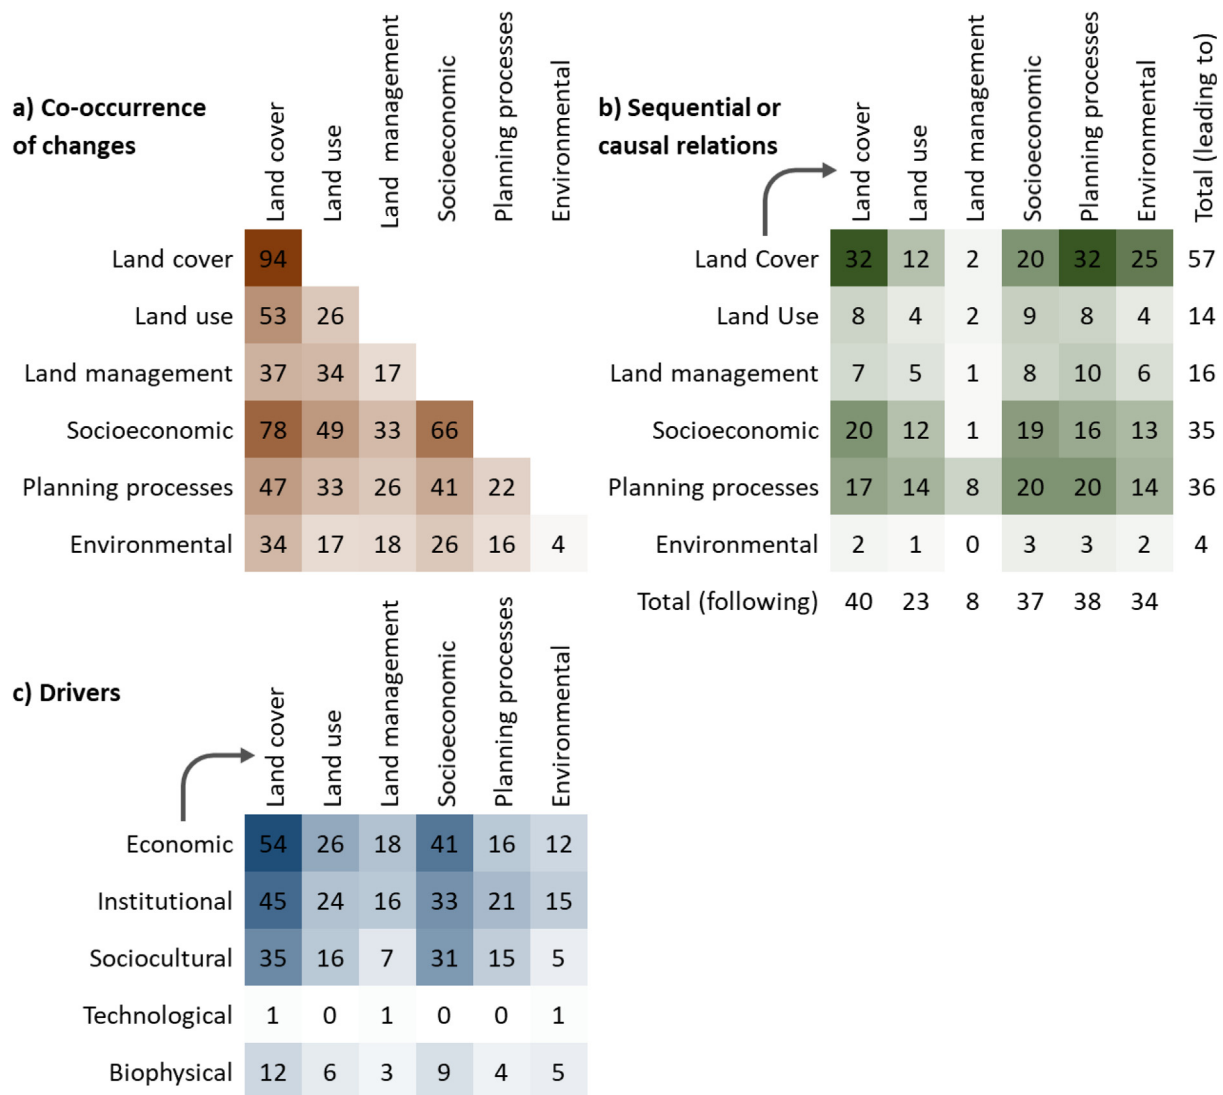 a) Co-occurrence
of changes
Land cover
Land use
Land management
Socioeconomic
Planning processes
Environmental
Land cover 94
Land use 53 26
Land management 37 34 17
Socioeconomic 78 49 33 66
Planning processes 47 33 26 41 22
Environmental 34 17 18 26 16 4
b) Sequential or
causal relations
Land cover
Land use
Land management
Socioeconomic
Planning processes
Environmental
Total (leading to)
Land Cover 32 12 2 20 32 25 57
Land Use 8 4 2 9 8 4 14
Land management 7 5 1 8 10 6 16
Socioeconomic 20 12 1 19 16 13 35
Planning processes 17 14 8 20 20 14 36
Environmental 2 1 0 3 3 2 4
Total (following) 40 23 8 37 38 34
c) Drivers
Land cover
Land use
Land management
Socioeconomic
Planning processes
Environmental
Economic 54 26 18 41 16 12
Institutional 45 24 16 33 21 15
Sociocultural 35 16 7 31 15 5
Technological 1 0 1 0 0 1
Biophysical 12 6 3 9 4 5